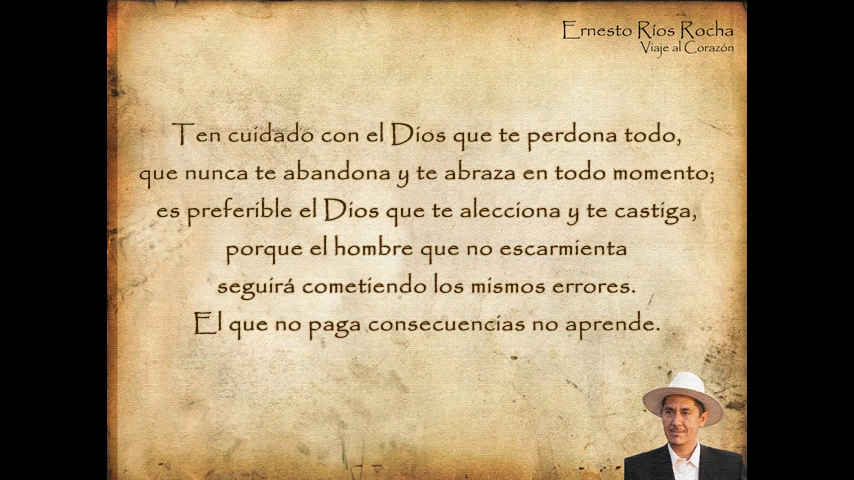 Ernesto Ríos Rocha
Viaje al Corazón
Ten cuidado con el Dios que te perdona todo,
que nunca te abandona y te abraza en todo momento;
es preferible el Dios que te alecciona y te castiga,
porque el hombre que no escarmienta
seguirá cometiendo los mismos errores.
El que no paga consecuencias no aprende.